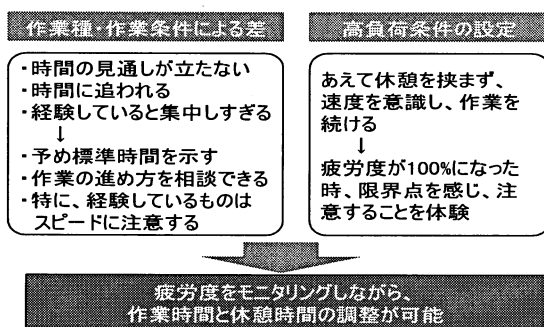 作業種・作業条件による差
・時間の見通しが立たない
・時間に追われる
・経験していると集中しすぎる
↓
・予め標準時間を示す
・作業の進め方を相談できる
・特に、経験しているものは
スピードに注意する
高負荷条件の設定
あえて休憩を挟まず、
速度を意識し、作業を
続ける
↓
疲労度が100%になった
時、限界点を感じ、注
意することを体験
疲労度をモニタリングしながら、
作業時間と休憩時間の調整が可能